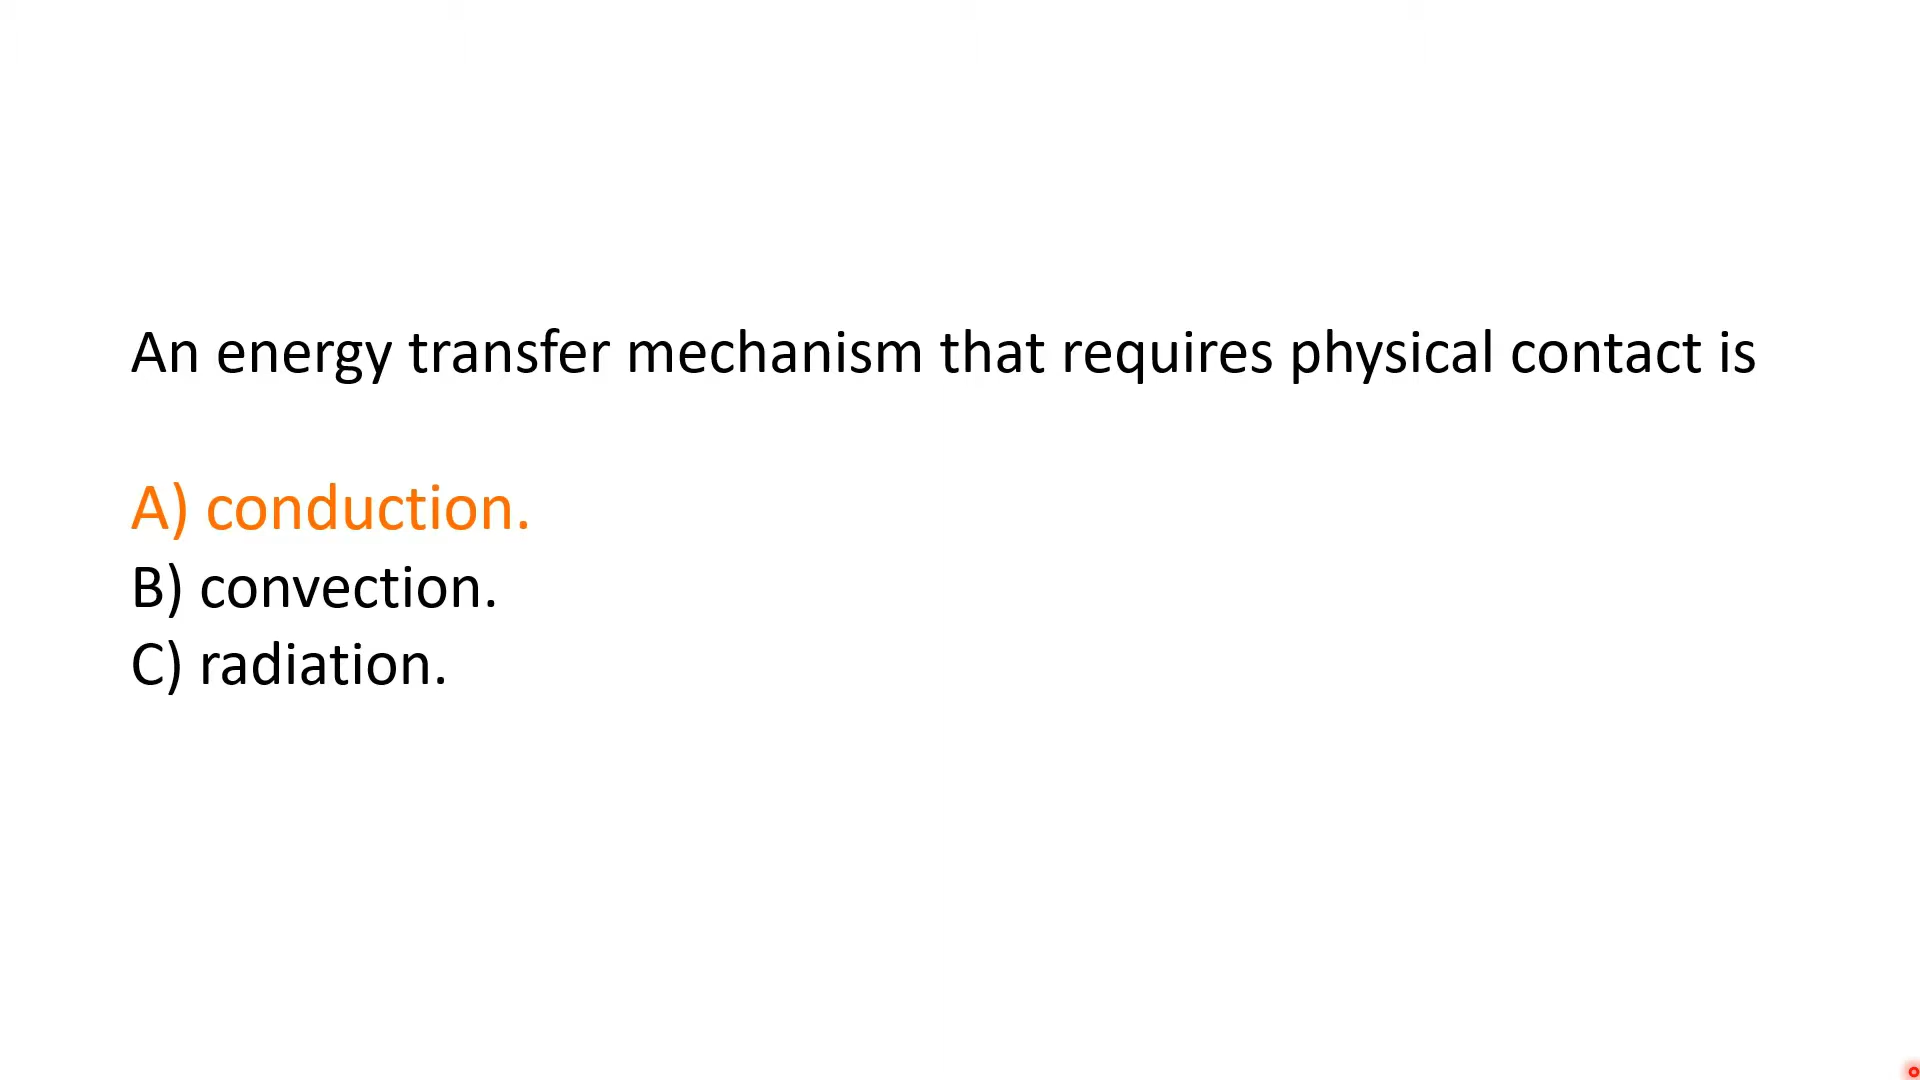 An energy transfer mechanism that requires physical contact is
A) conduction.
B) convection.
C) radiation.